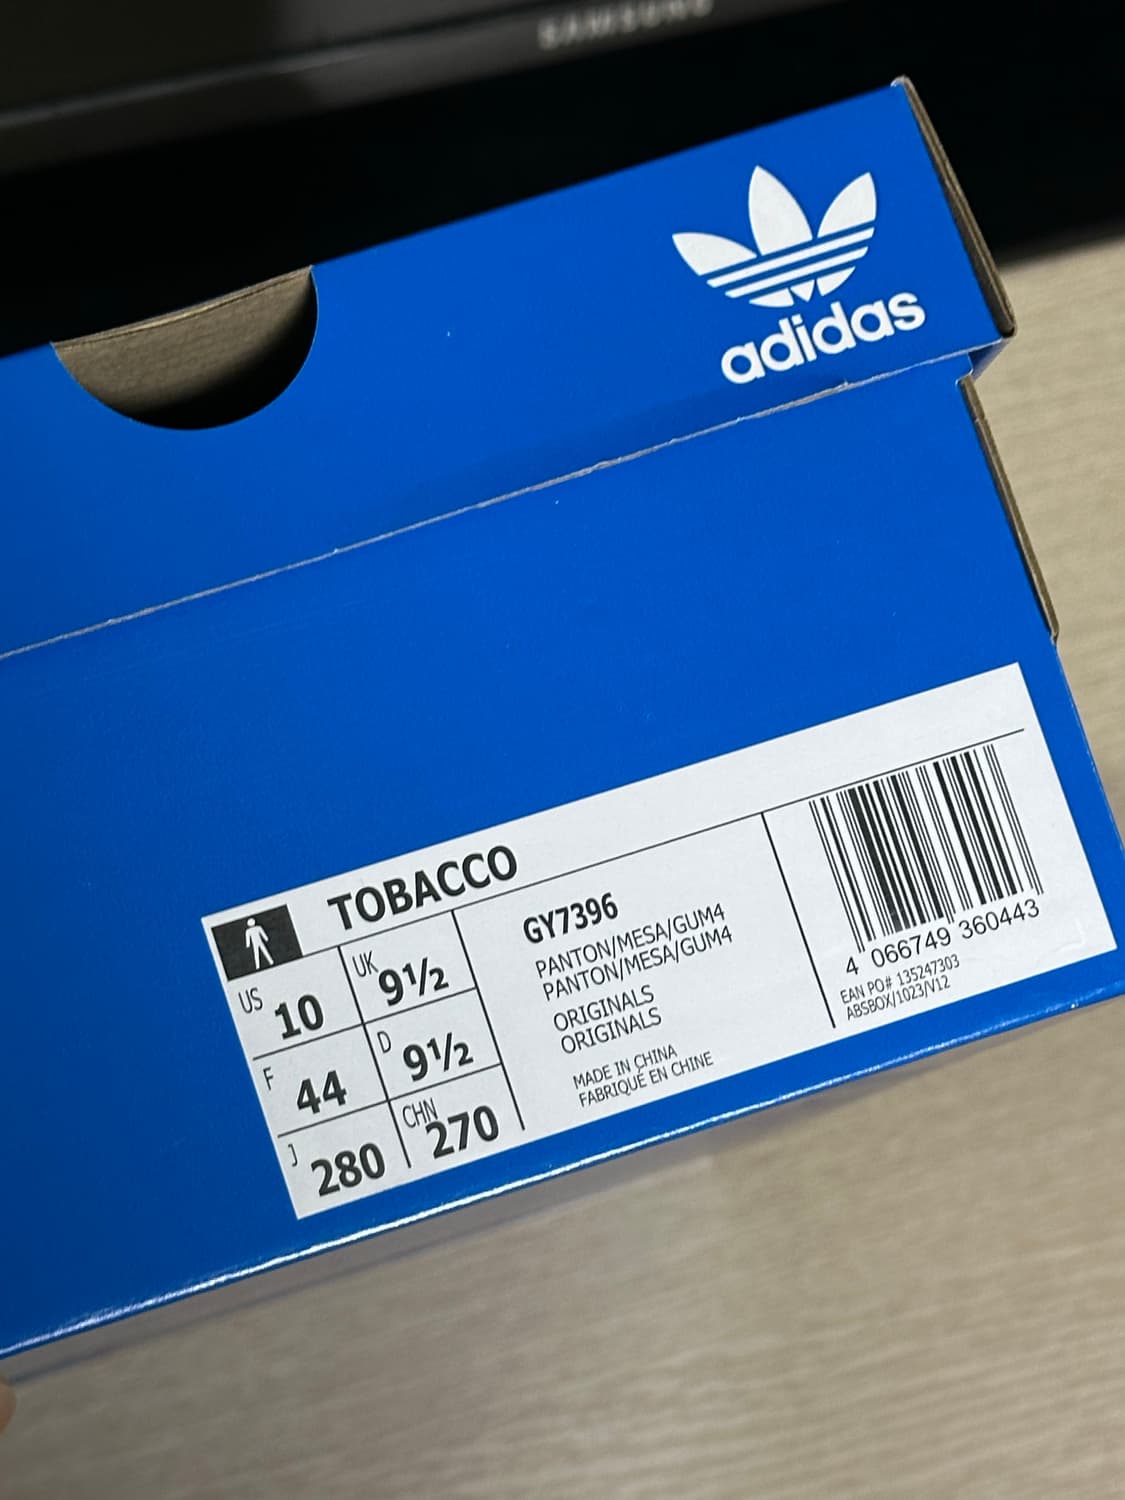 SAMSUNG
adidas
TOBACCO
US 10
UK 9½
F 44
D 9½
J 280
CHN 270
GY7396
PANTON/MESA/GUM4
PANTON/MESA/GUM4
ORIGINALS
ORIGINALS
MADE IN CHINA
FABRIQUÉ EN CHINE
4 066749 360443
EAN PO# 135247303
ABSBOX/1023/V12